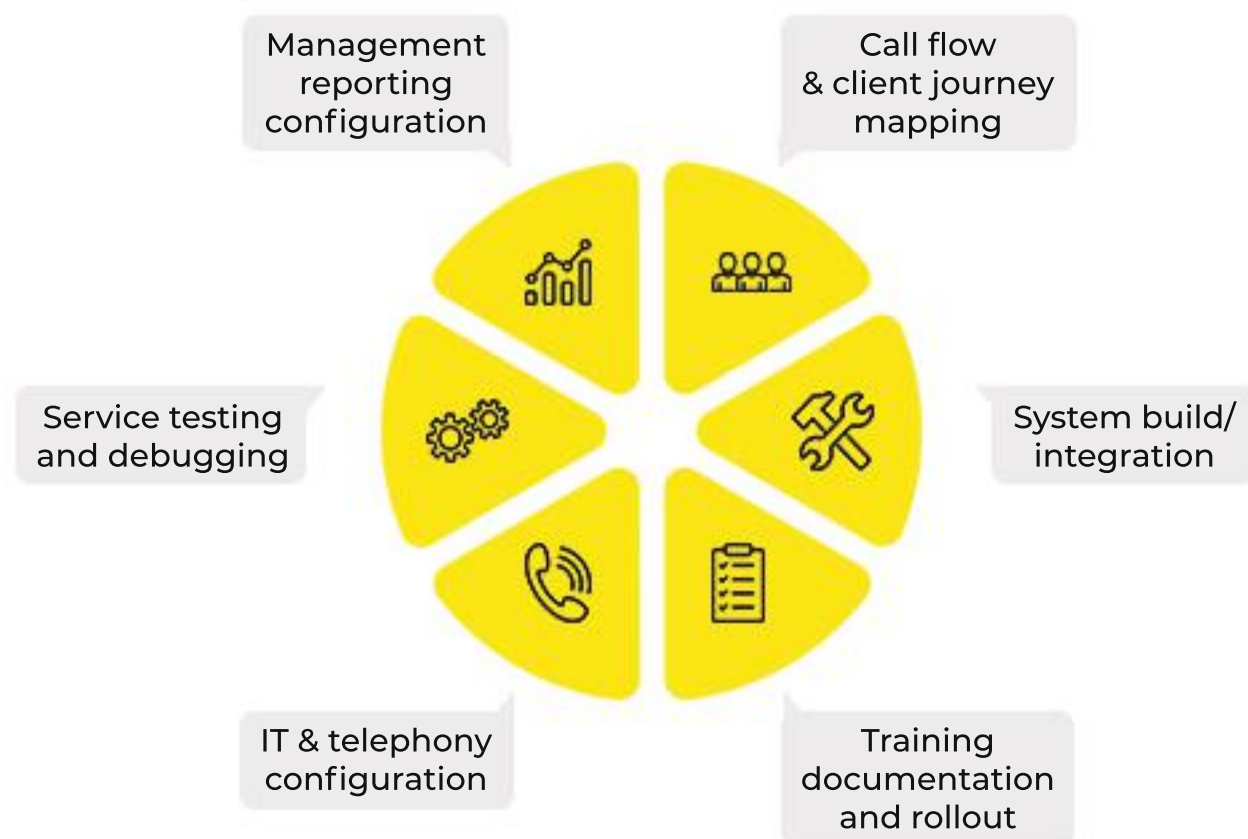 Management
reporting
configuration
Call flow
& client journey
mapping
Service testing
and debugging
System build/
integration
IT & telephony
configuration
Training
documentation
and rollout